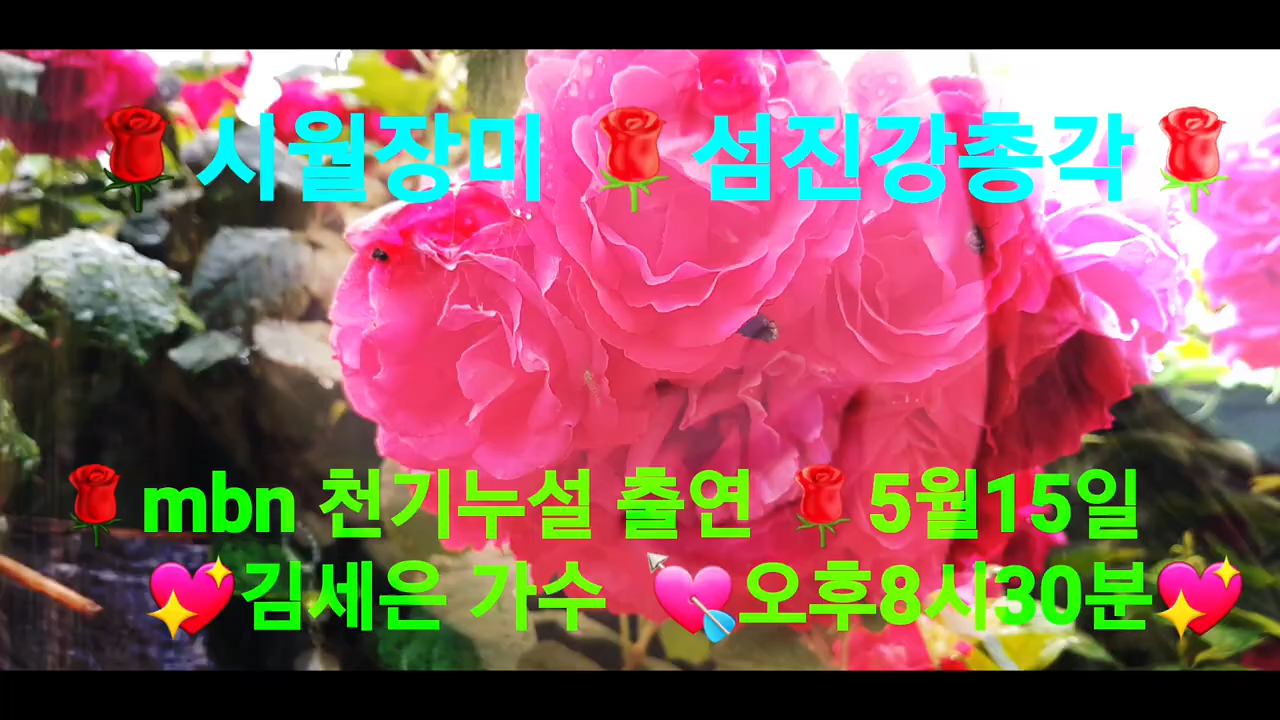 🌹시월장미 🌹섬진강총각🌹
🌹mbn 천기누설 출연 🌹5월15일
💖김세은 가수 💘오후8시30분💖